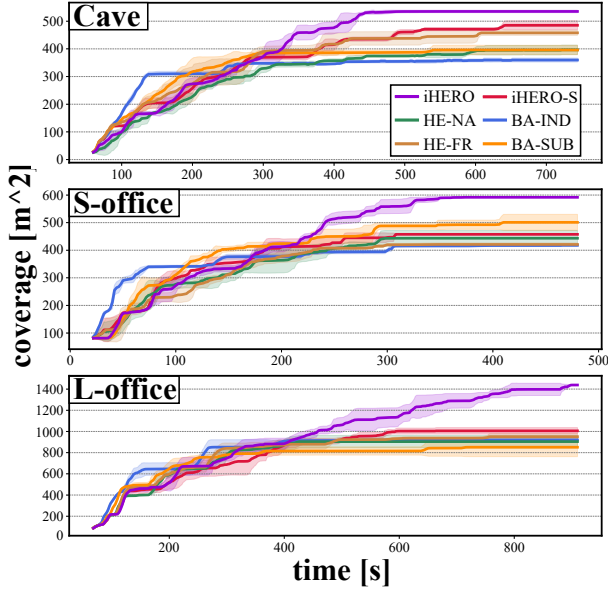 Cave
500
400
300
200
100
0
iHERO
iHERO-S
HE-NA
BA-IND
HE-FR
BA-SUB
100 200 300 400 500 600 700
coverage [m^2]
S-office
600
500
400
300
200
100
0 100 200 300 400 500
L-office
1400
1200
1000
800
600
400
200
0
200 400 600 800
time [s]